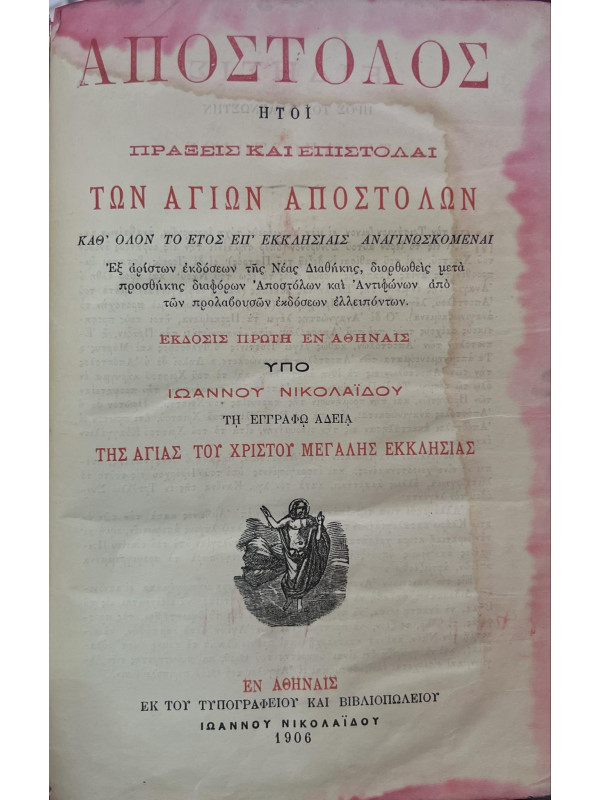 ΑΠΟΣΤΟΛΟΣ
ΗΤΟΙ
ΠΡΑΞΕΙΣ ΚΑΙ ΕΠΙΣΤΟΛΑΙ
ΤΩΝ ΑΓΙΩΝ ΑΠΟΣΤΟΛΩΝ
ΚΑΘ' ΟΛΟΝ ΤΟ ΕΤΟΣ ΕΠ' ΕΚΚΛΗΣΙΑΙΣ ΑΝΑΓΙΝΩΣΚΟΜΕΝΑΙ
Ἐξ ἀρίστων ἐκδόσεων τῆς Νέας Διαθήκης, διορθωθεὶς μετὰ
προσθήκης διαφόρων Ἀποστόλων καὶ Ἀντιφώνων ἀπὸ
τῶν προλαβουσῶν ἐκδόσεων ἐλλειπόντων.
ΕΚΔΟΣΙΣ ΠΡΩΤΗ ΕΝ ΑΘΗΝΑΙΣ
ΥΠΟ
ΙΩΑΝΝΟΥ ΝΙΚΟΛΑΪΔΟΥ
ΤΗ ΕΓΓΡΑΦΩ ΑΔΕΙᾼ
ΤΗΣ ΑΓΙΑΣ ΤΟΥ ΧΡΙΣΤΟΥ ΜΕΓΑΛΗΣ ΕΚΚΛΗΣΙΑΣ
ΕΝ ΑΘΗΝΑΙΣ
ΕΚ ΤΟΥ ΤΥΠΟΓΡΑΦΕΙΟΥ ΚΑΙ ΒΙΒΛΙΟΠΩΛΕΙΟΥ
ΙΩΑΝΝΟΥ ΝΙΚΟΛΑΪΔΟΥ
1906